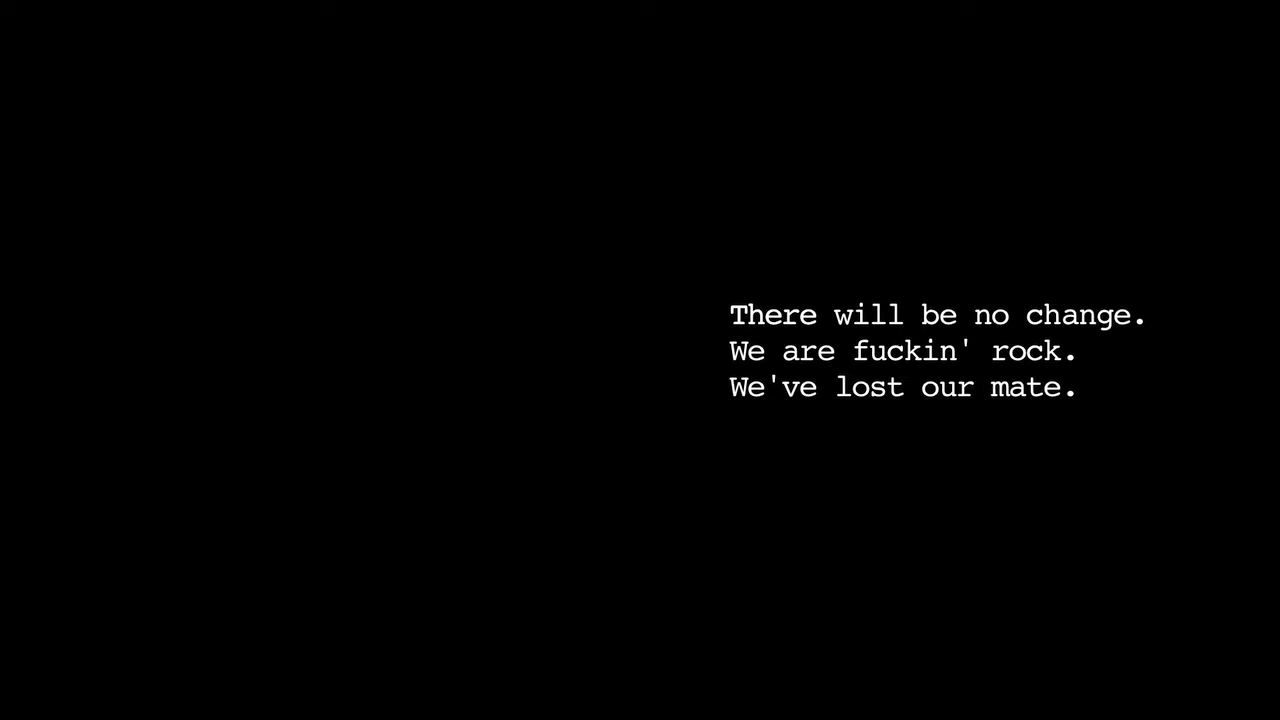 There will be no change.
We are fuckin' rock.
We've lost our mate.